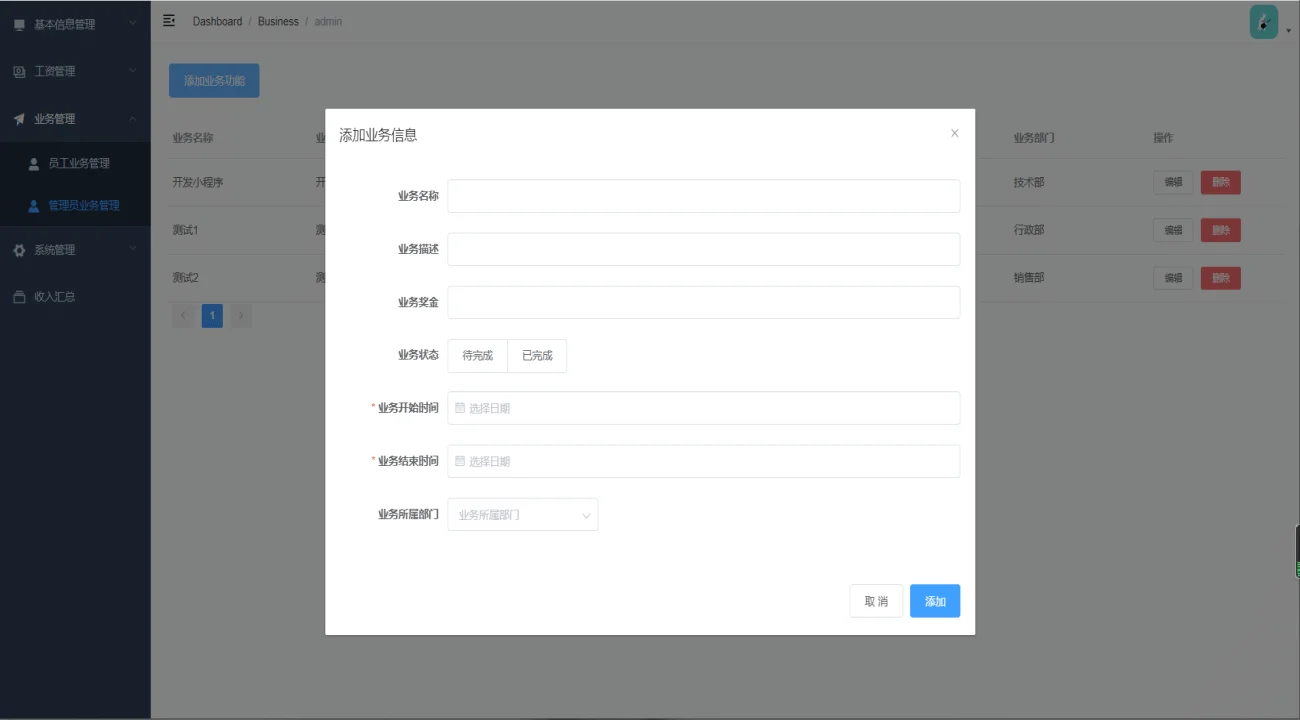 基本信息管理
工资管理
业务管理
员工业务管理
管理员业务管理
系统管理
收入汇总
Dashboard / Business / admin
添加业务功能
业务名称 业 业务部门 操作
开发小程序 开 技术部 编辑 删除
测试1 测 行政部 编辑 删除
测试2 测 销售部 编辑 删除
1
添加业务信息
业务名称
业务描述
业务奖金
业务状态 待完成 已完成
* 业务开始时间 选择日期
* 业务结束时间 选择日期
业务所属部门 业务所属部门
取 消 添加